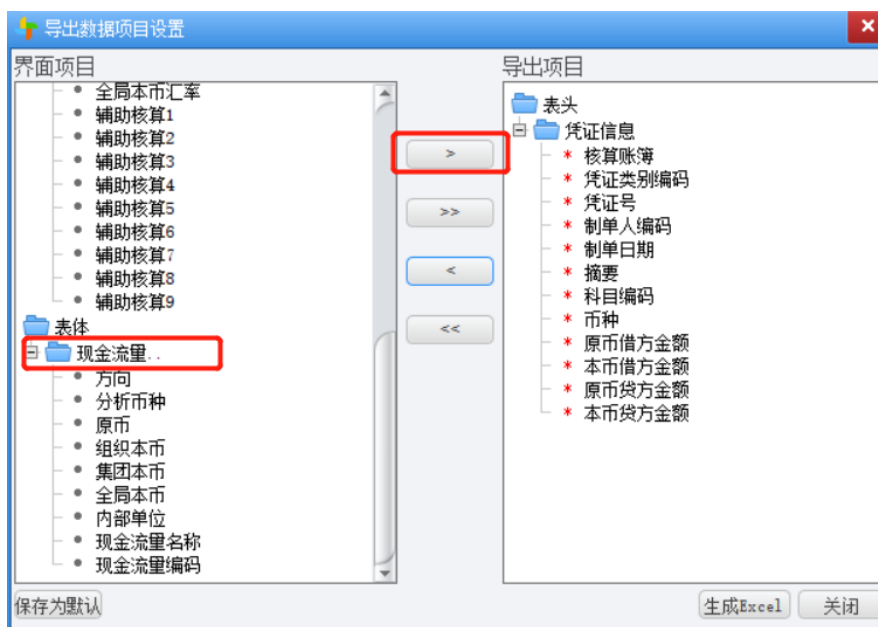 导出数据项目设置
界面项目
全局本币汇率
辅助核算1
辅助核算2
辅助核算3
辅助核算4
辅助核算5
辅助核算6
辅助核算7
辅助核算8
辅助核算9
表体
现金流量..
方向
分析币种
原币
组织本币
集团本币
全局本币
内部单位
现金流量名称
现金流量编码
保存为默认
>
>>
<
<<
导出项目
表头
凭证信息
* 核算账簿
* 凭证类别编码
* 凭证号
* 制单人编码
* 制单日期
* 摘要
* 科目编码
* 币种
* 原币借方金额
* 本币借方金额
* 原币贷方金额
* 本币贷方金额
生成Excel
关闭